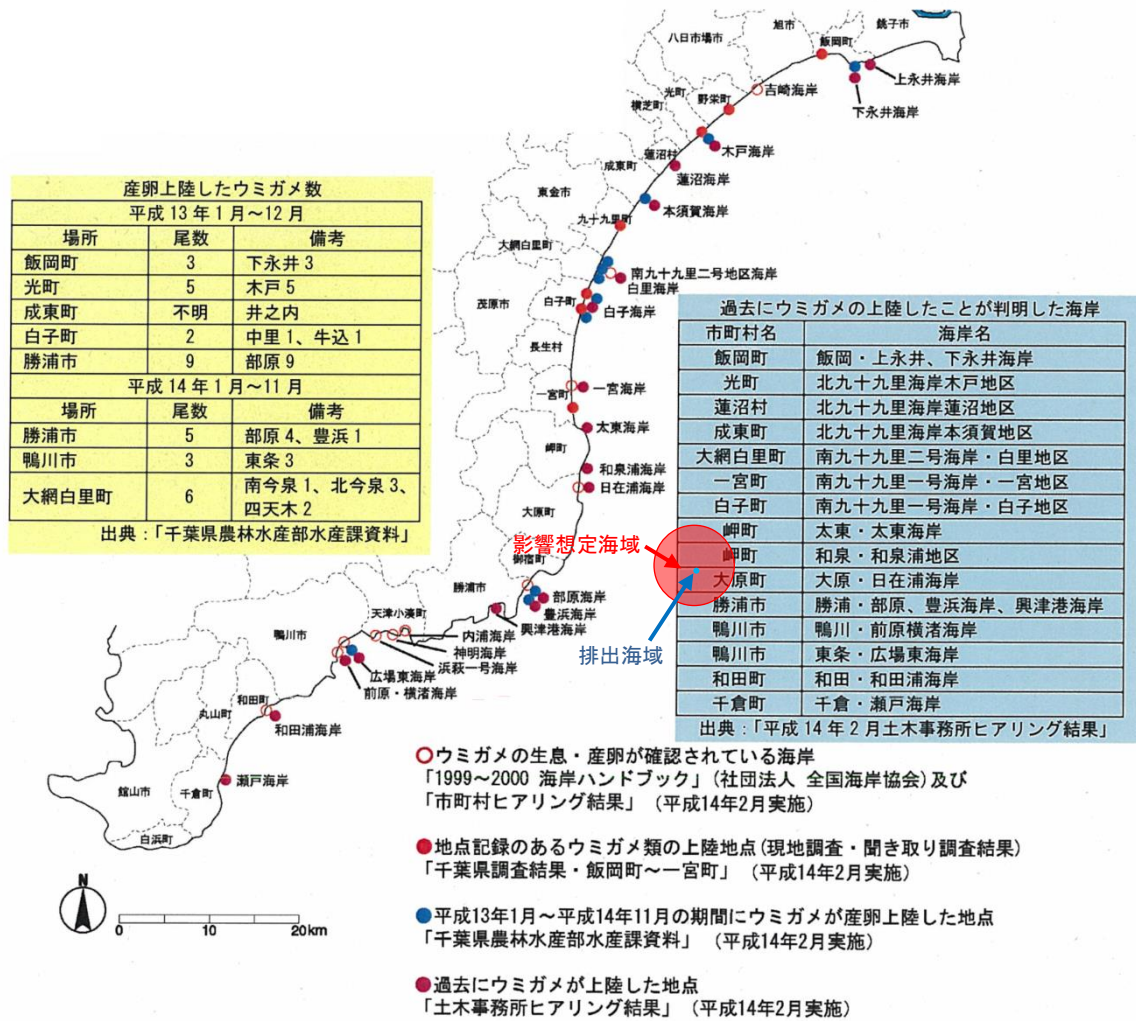 銚子市
旭市
飯岡町
八日市場市
上永井海岸
光町
野栄町
吉崎海岸
下永井海岸
横芝町
木戸海岸
蓮沼村
成東町
蓮沼海岸
東金市
本須賀海岸
九十九里町
大網白里町
南九十九里二号地区海岸
白里海岸
茂原市
白子町
白子海岸
長生村
一宮町
一宮海岸
太東海岸
岬町
和泉浦海岸
日在浦海岸
大原町
影響想定海域
御宿町
勝浦市
部原海岸
豊浜海岸
天津小湊町
興津港海岸
鴨川市
内浦海岸
神明海岸
排出海域
浜萩一号海岸
広場東海岸
前原・横渚海岸
和田町
丸山町
和田浦海岸
瀬戸海岸
館山市
千倉町
白浜町
産卵上陸したウミガメ数
平成13年1月～12月
場所 尾数 備考
飯岡町 3 下永井3
光町 5 木戸5
成東町 不明 井之内
白子町 2 中里1、牛込1
勝浦市 9 部原9
平成14年1月～11月
場所 尾数 備考
勝浦市 5 部原4、豊浜1
鴨川市 3 東条3
大網白里町 6 南今泉1、北今泉3、
四天木2
出典：「千葉県農林水産部水産課資料」
過去にウミガメの上陸したことが判明した海岸
市町村名 海岸名
飯岡町 飯岡・上永井、下永井海岸
光町 北九十九里海岸木戸地区
蓮沼村 北九十九里海岸蓮沼地区
成東町 北九十九里海岸本須賀地区
大網白里町 南九十九里二号海岸・白里地区
一宮町 南九十九里一号海岸・一宮地区
白子町 南九十九里一号海岸・白子地区
岬町 太東・太東海岸
岬町 和泉・和泉浦地区
大原町 大原・日在浦海岸
勝浦市 勝浦・部原、豊浜海岸、興津港海岸
鴨川市 鴨川・前原横渚海岸
鴨川市 東条・広場東海岸
和田町 和田・和田浦海岸
千倉町 千倉・瀬戸海岸
出典：「平成14年2月土木事務所ヒアリング結果」
ウミガメの生息・産卵が確認されている海岸
「1999～2000 海岸ハンドブック」(社団法人 全国海岸協会)及び
「市町村ヒアリング結果」（平成14年2月実施）
地点記録のあるウミガメ類の上陸地点(現地調査・聞き取り調査結果)
「千葉県調査結果・飯岡町～一宮町」（平成14年2月実施）
平成13年1月～平成14年11月の期間にウミガメが産卵上陸した地点
「千葉県農林水産部水産課資料」（平成14年2月実施）
過去にウミガメが上陸した地点
「土木事務所ヒアリング結果」（平成14年2月実施）
N
0 10 20km